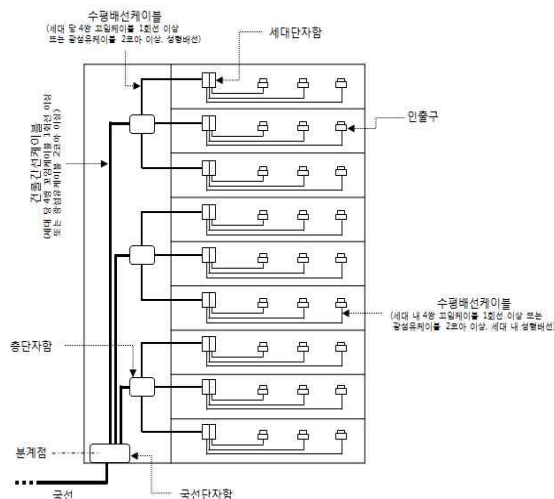 수평배선케이블
(세대 당 4쌍 꼬임케이블 1회선 이상
또는 광섬유케이블 2코아 이상, 성형배선)
세대단자함
인출구
건물간선케이블
(세대 당 4쌍 꼬임케이블 1회선 이상
또는 광섬유케이블 2코아 이상)
수평배선케이블
(세대 내 4쌍 꼬임케이블 1회선 이상 또는
광섬유케이블 2코아 이상, 세대 내 성형배선)
층단자함
분계점
국선
국선단자함